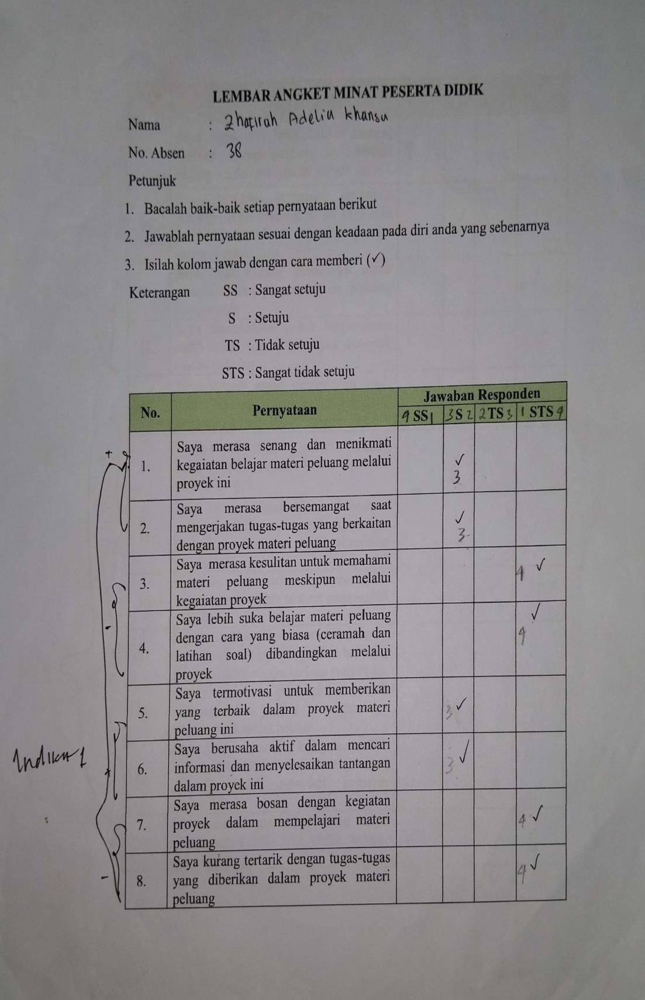 LEMBAR ANGKET MINAT PESERTA DIDIK
Nama : Zhafirah Adelia Khansa
No. Absen : 38
Petunjuk
1. Bacalah baik-baik setiap pernyataan berikut
2. Jawablah pernyataan sesuai dengan keadaan pada diri anda yang sebenarnya
3. Isilah kolom jawab dengan cara memberi (✓)
Keterangan SS : Sangat setuju
S : Setuju
TS : Tidak setuju
STS : Sangat tidak setuju
No. Pernyataan Jawaban Responden
4 SS 1 3 S 2 2 TS 3 1 STS 4
+
1. Saya merasa senang dan menikmati
kegaiatan belajar materi peluang melalui
proyek ini
✓
3
2. Saya merasa bersemangat saat
mengerjakan tugas-tugas yang berkaitan
dengan proyek materi peluang
✓
3
3. Saya merasa kesulitan untuk memahami
materi peluang meskipun melalui
kegaiatan proyek
4 ✓
-
4. Saya lebih suka belajar materi peluang
dengan cara yang biasa (ceramah dan
latihan soal) dibandingkan melalui
proyek
✓
4
5. Saya termotivasi untuk memberikan
yang terbaik dalam proyek materi
peluang ini
3 ✓
+
6. Saya berusaha aktif dalam mencari
informasi dan menyelesaikan tantangan
dalam proyek ini
3 ✓
7. Saya merasa bosan dengan kegiatan
proyek dalam mempelajari materi
peluang
4 ✓
-
8. Saya kurang tertarik dengan tugas-tugas
yang diberikan dalam proyek materi
peluang
4 ✓